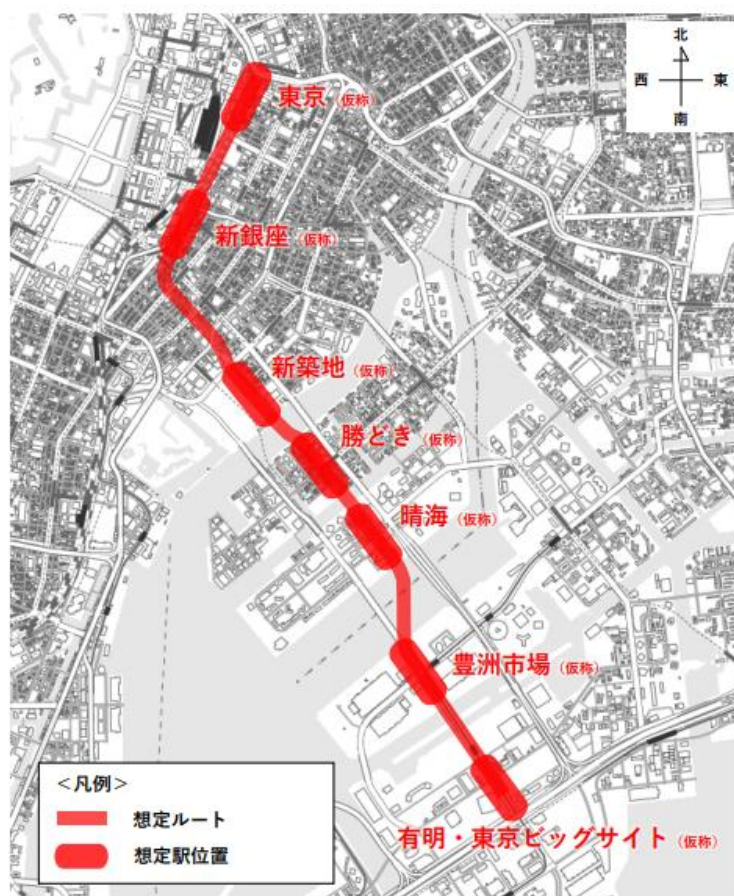 北
西 東
南
東京 (仮称)
新銀座 (仮称)
新築地 (仮称)
勝どき (仮称)
晴海 (仮称)
豊洲市場 (仮称)
有明・東京ビッグサイト (仮称)
<凡例>
想定ルート
想定駅位置